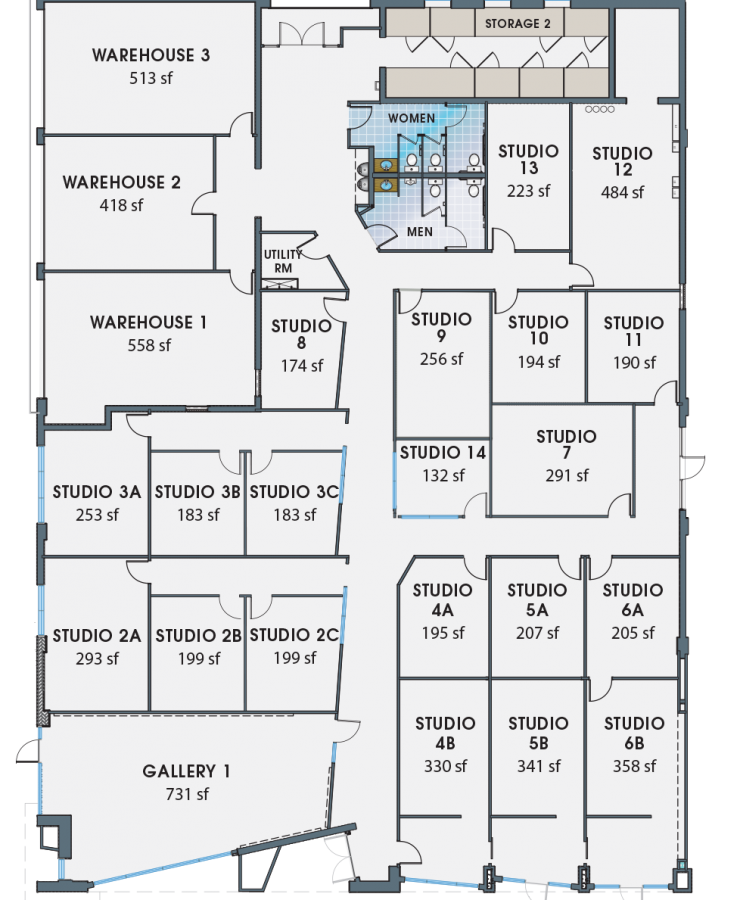 STORAGE 2
WAREHOUSE 3
513 sf
WOMEN
STUDIO
13
223 sf
STUDIO
12
484 sf
WAREHOUSE 2
418 sf
MEN
UTILITY
RM
WAREHOUSE 1
558 sf
STUDIO
8
174 sf
STUDIO
9
256 sf
STUDIO
10
194 sf
STUDIO
11
190 sf
STUDIO 14
132 sf
STUDIO
7
291 sf
STUDIO 3A
253 sf
STUDIO 3B
183 sf
STUDIO 3C
183 sf
STUDIO 2A
293 sf
STUDIO 2B
199 sf
STUDIO 2C
199 sf
STUDIO
4A
195 sf
STUDIO
5A
207 sf
STUDIO
6A
205 sf
STUDIO
4B
330 sf
STUDIO
5B
341 sf
STUDIO
6B
358 sf
GALLERY 1
731 sf